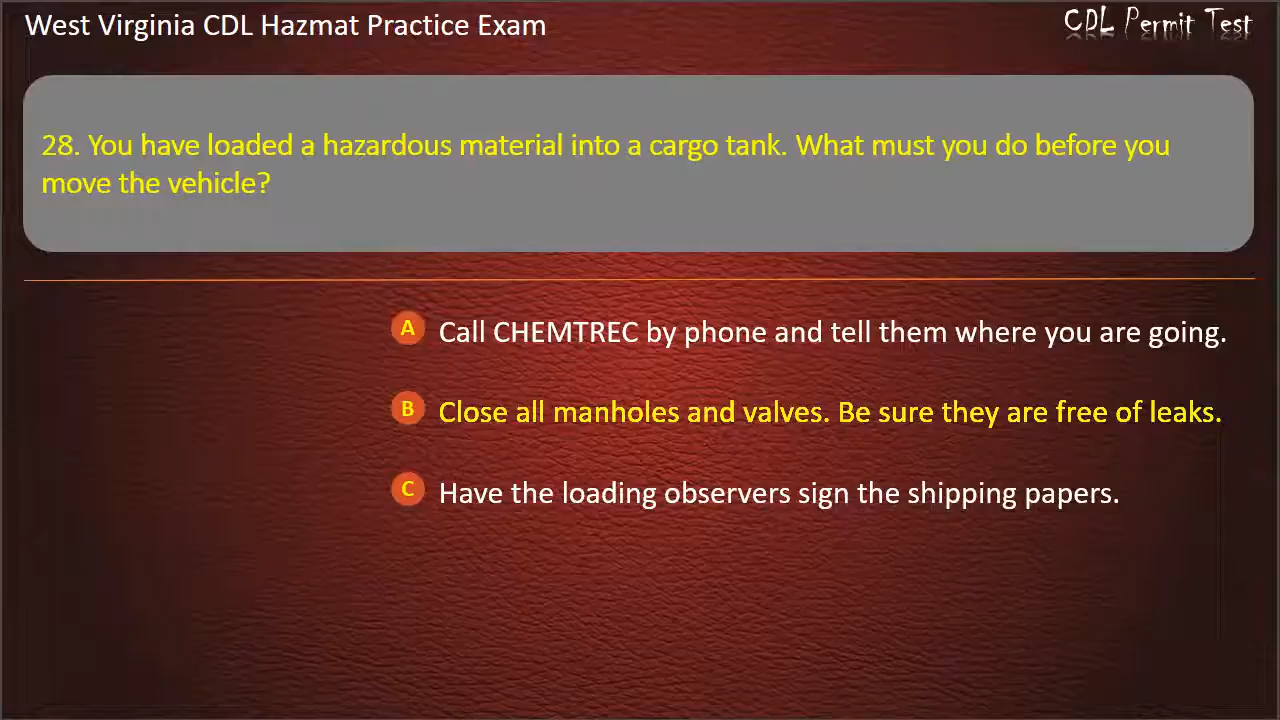 West Virginia CDL Hazmat Practice Exam
CDL Permit Test
28. You have loaded a hazardous material into a cargo tank. What must you do before you
move the vehicle?
A Call CHEMTREC by phone and tell them where you are going.
B Close all manholes and valves. Be sure they are free of leaks.
C Have the loading observers sign the shipping papers.